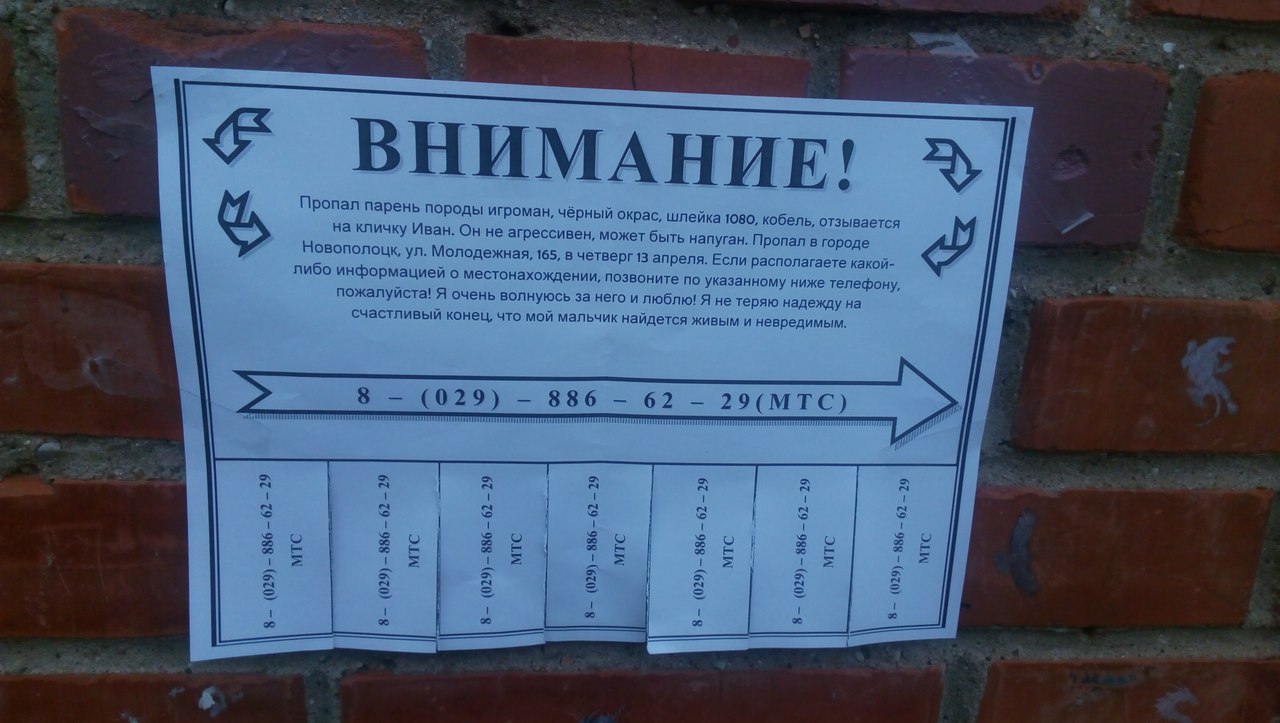 ВНИМАНИЕ!
Пропал парень породы игроман, чёрный окрас, шлейка 1080, кобель, отзывается
на кличку Иван. Он не агрессивен, может быть напуган. Пропал в городе
Новополоцк, ул. Молодежная, 165, в четверг 13 апреля. Если располагаете какой-
либо информацией о местонахождении, позвоните по указанному ниже телефону,
пожалуйста! Я очень волнуюсь за него и люблю! Я не теряю надежду на
счастливый конец, что мой мальчик найдется живым и невредимым.
8 – (029) – 886 – 62 – 29(МТС)
8 – (029) – 886 – 62 – 29
МТС
8 – (029) – 886 – 62 – 29
МТС
8 – (029) – 886 – 62 – 29
МТС
8 – (029) – 886 – 62 – 29
МТС
8 – (029) – 886 – 62 – 29
МТС
8 – (029) – 886 – 62 – 29
МТС
8 – (029) – 886 – 62 – 29
МТС